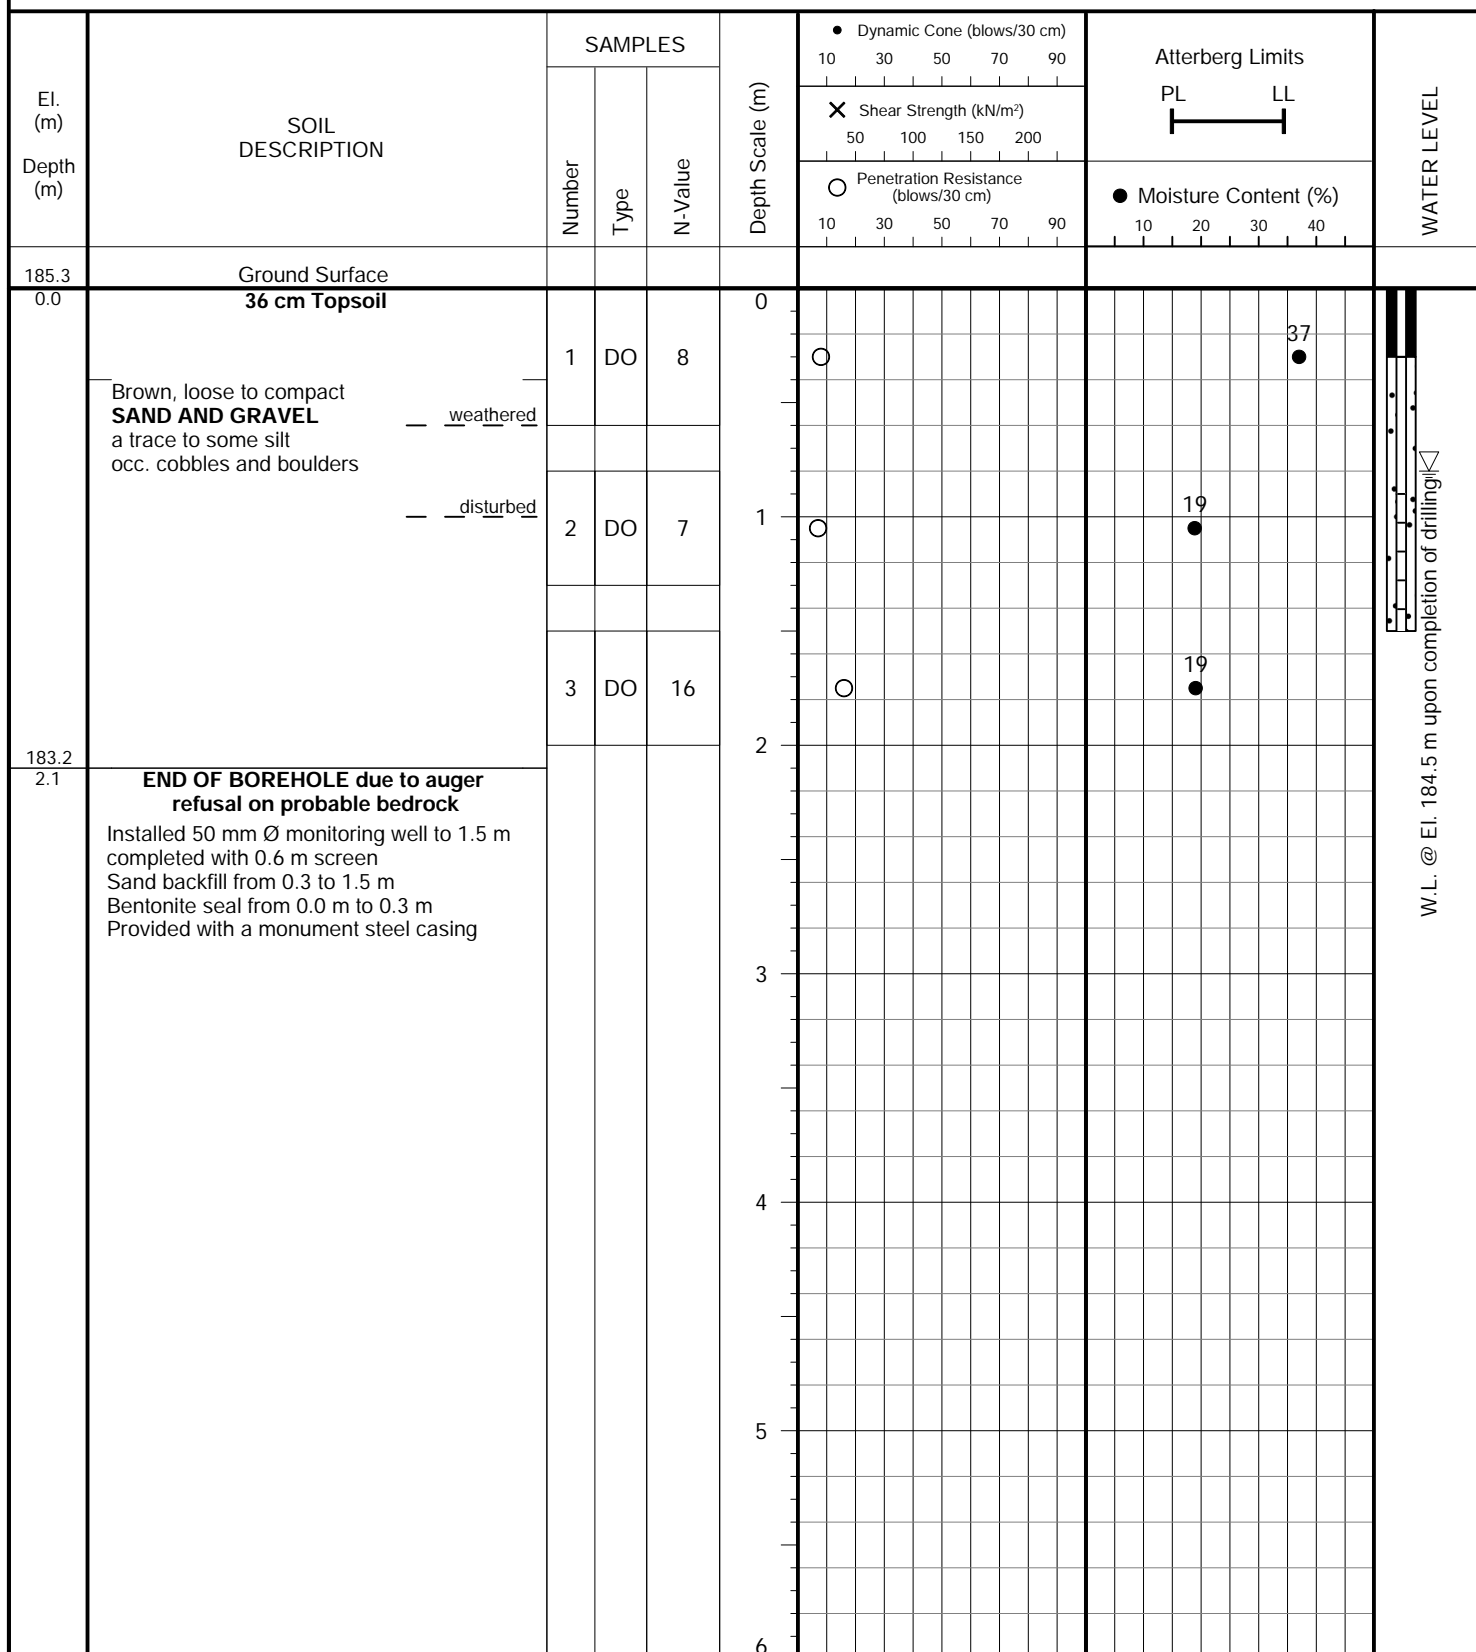 El.
(m)
Depth
(m)
SOIL
DESCRIPTION
SAMPLES
Number
Type
N-Value
Depth Scale (m)
Dynamic Cone (blows/30 cm)
10 30 50 70 90
Shear Strength (kN/m²)
50 100 150 200
Penetration Resistance
(blows/30 cm)
10 30 50 70 90
Atterberg Limits
PL LL
Moisture Content (%)
10 20 30 40
WATER LEVEL
185.3 Ground Surface
0.0 36 cm Topsoil 0
37
1 DO 8
Brown, loose to compact
SAND AND GRAVEL weathered
a trace to some silt
occ. cobbles and boulders
disturbed
19
1
2 DO 7
19
3 DO 16
2
183.2
2.1 END OF BOREHOLE due to auger
refusal on probable bedrock
Installed 50 mm Ø monitoring well to 1.5 m
completed with 0.6 m screen
Sand backfill from 0.3 to 1.5 m
Bentonite seal from 0.0 m to 0.3 m
Provided with a monument steel casing
W.L. @ El. 184.5 m upon completion of drilling
3
4
5
6